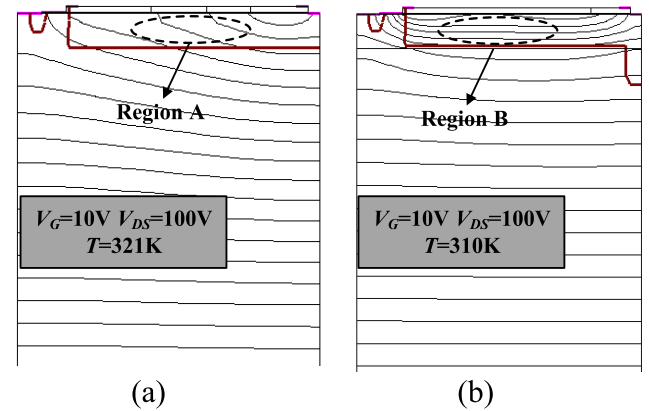 Region A
Region B
V_G=10V V_DS=100V
T=321K
V_G=10V V_DS=100V
T=310K
(a)
(b)